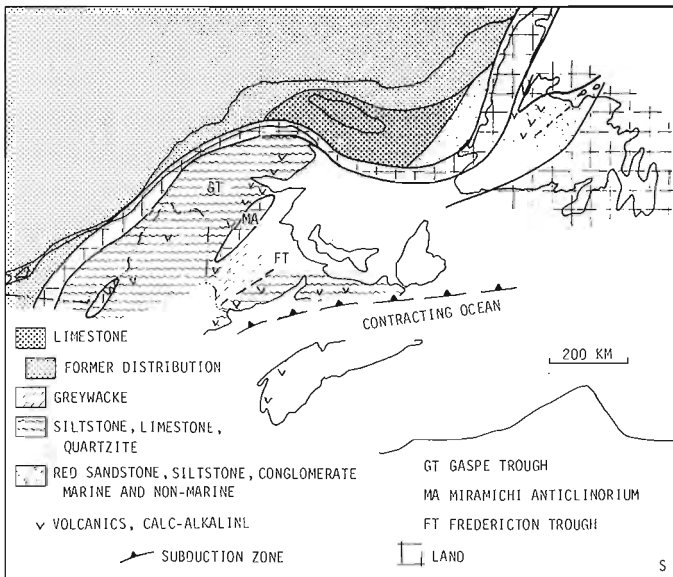 GT
MA
FT
CONTRACTING OCEAN
200 KM
LIMESTONE
FORMER DISTRIBUTION
GREYWACKE
SILTSTONE, LIMESTONE,
QUARTZITE
RED SANDSTONE, SILTSTONE, CONGLOMERATE
MARINE AND NON-MARINE
v VOLCANICS, CALC-ALKALINE
SUBDUCTION ZONE
GT GASPE TROUGH
MA MIRAMICHI ANTICLINORIUM
FT FREDERICTON TROUGH
LAND
S